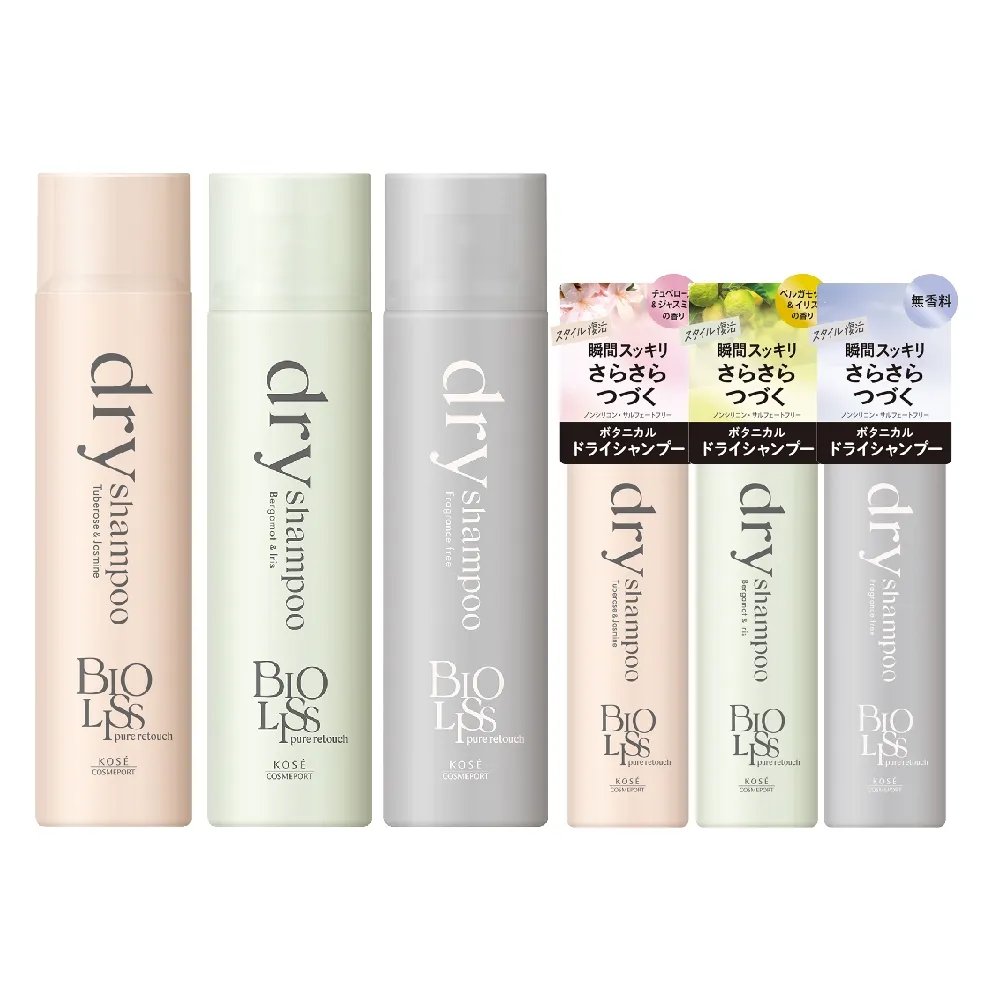 dry
shampoo
Tuberose & Jasmine
BIO
LISS
pure retouch
KOSÉ
COSMEPORT
dry
shampoo
Bergamot & Iris
BIO
LISS
pure retouch
KOSÉ
COSMEPORT
dry
shampoo
Fragrance free
BIO
LISS
pure retouch
KOSÉ
COSMEPORT
チュベロー
&ジャスミ
の香り
スタイル復活
瞬間スッキリ
さらさら
つづく
ノンシリコン・サルフェートフリー
ボタニカル
ドライシャンプー
dry
shampoo
Tuberose & Jasmine
BIO
LISS
pure retouch
KOSÉ
COSMEPORT
ベルガモッ
&イリス
の香り
スタイル復活
瞬間スッキリ
さらさら
つづく
ノンシリコン・サルフェートフリー
ボタニカル
ドライシャンプー
dry
shampoo
Bergamot & Iris
BIO
LISS
pure retouch
KOSÉ
COSMEPORT
無香料
スタイル復活
瞬間スッキリ
さらさら
つづく
ノンシリコン・サルフェートフリー
ボタニカル
ドライシャンプー
dry
shampoo
Fragrance free
BIO
LISS
pure retouch
KOSÉ
COSMEPORT